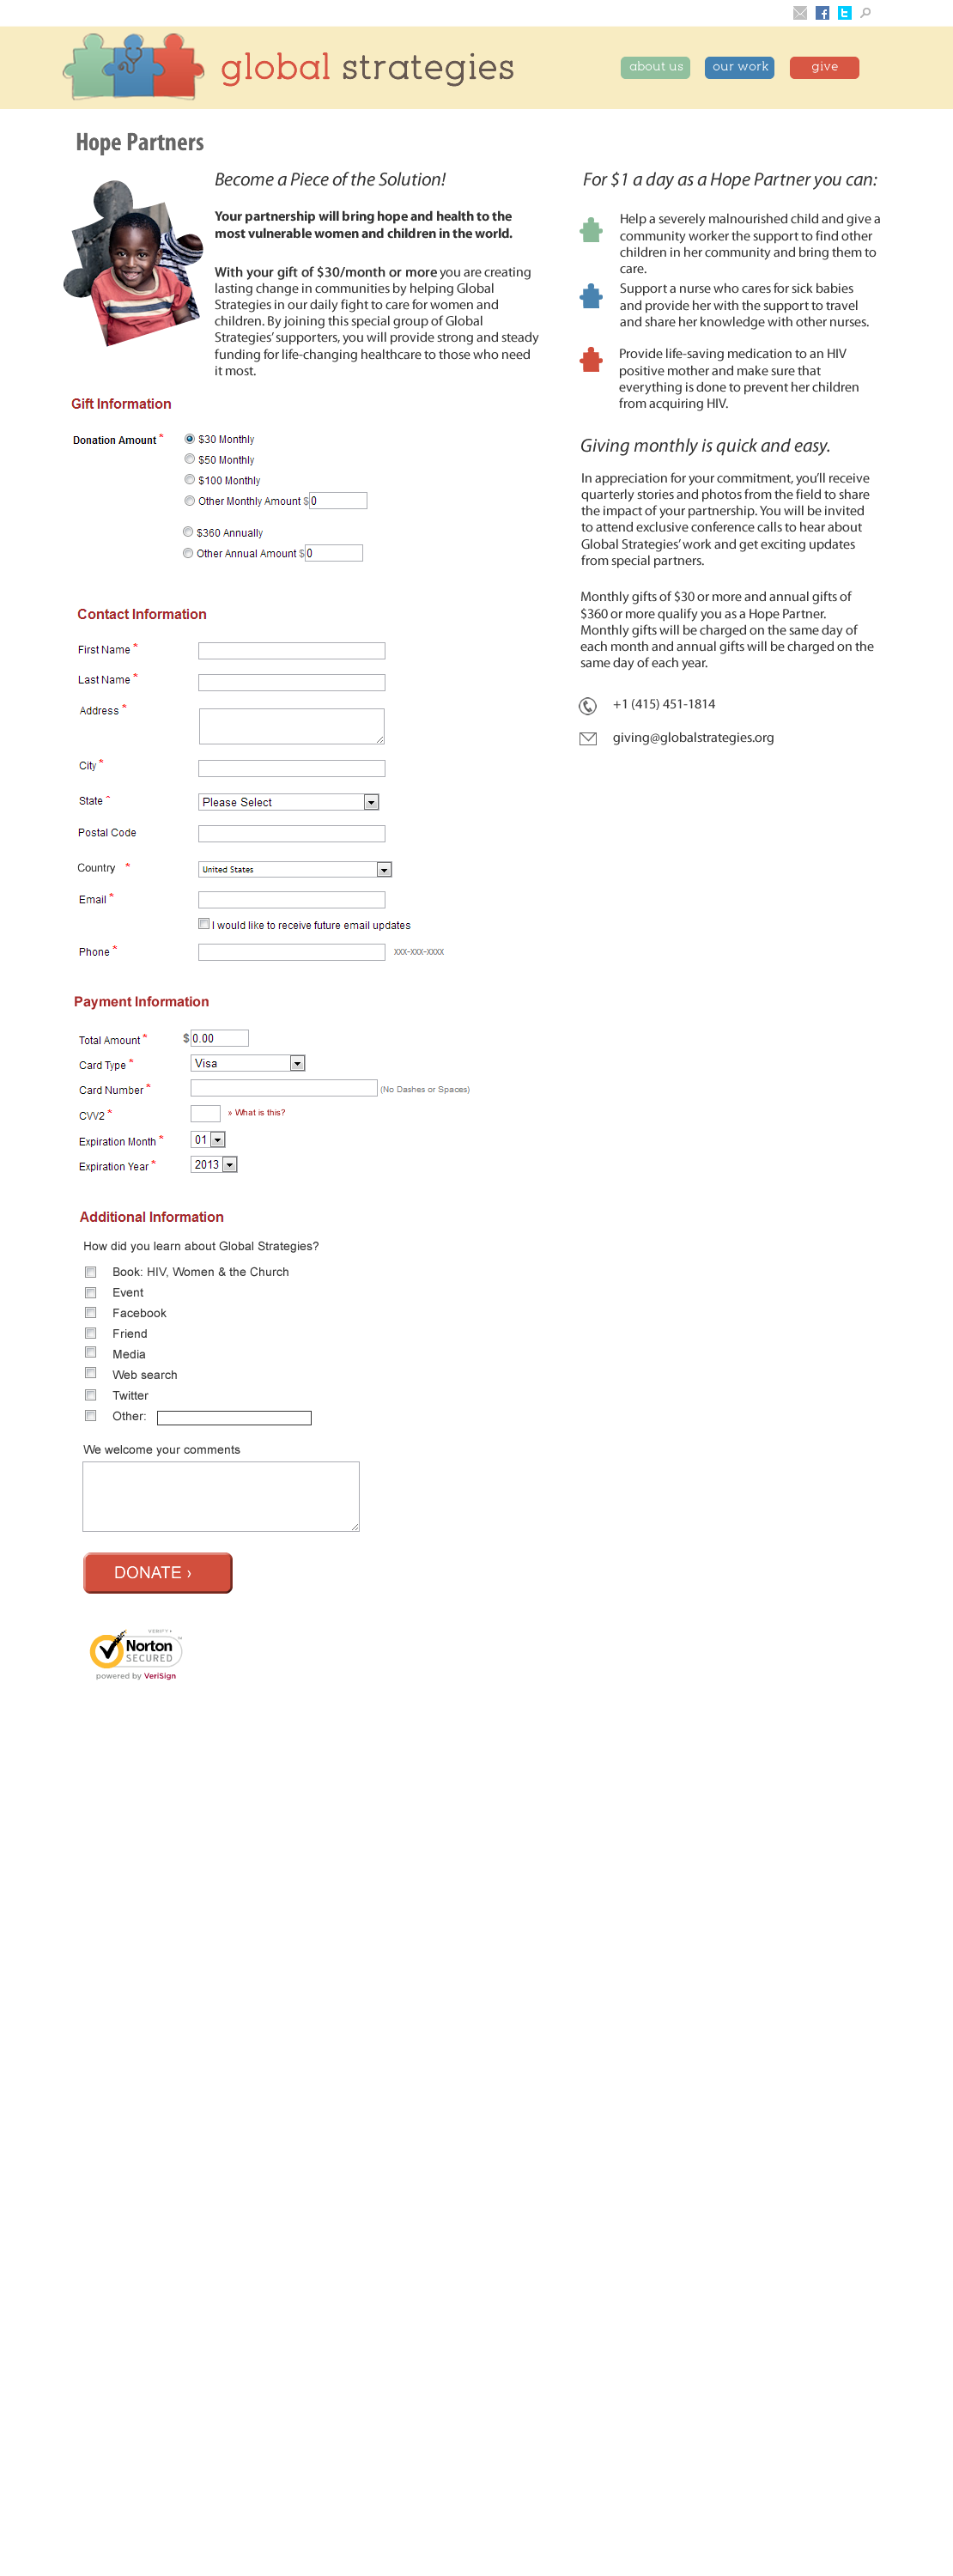 global strategies
about us
our work
give
Hope Partners
Become a Piece of the Solution!
Your partnership will bring hope and health to the
most vulnerable women and children in the world.
With your gift of $30/month or more you are creating
lasting change in communities by helping Global
Strategies in our daily fight to care for women and
children. By joining this special group of Global
Strategies' supporters, you will provide strong and steady
funding for life-changing healthcare to those who need
it most.
For $1 a day as a Hope Partner you can:
Help a severely malnourished child and give a
community worker the support to find other
children in her community and bring them to
care.
Support a nurse who cares for sick babies
and provide her with the support to travel
and share her knowledge with other nurses.
Provide life-saving medication to an HIV
positive mother and make sure that
everything is done to prevent her children
from acquiring HIV.
Giving monthly is quick and easy.
In appreciation for your commitment, you'll receive
quarterly stories and photos from the field to share
the impact of your partnership. You will be invited
to attend exclusive conference calls to hear about
Global Strategies' work and get exciting updates
from special partners.
Monthly gifts of $30 or more and annual gifts of
$360 or more qualify you as a Hope Partner.
Monthly gifts will be charged on the same day of
each month and annual gifts will be charged on the
same day of each year.
+1 (415) 451-1814
giving@globalstrategies.org
Gift Information
Donation Amount *
$30 Monthly
$50 Monthly
$100 Monthly
Other Monthly Amount $ 0
$360 Annually
Other Annual Amount $ 0
Contact Information
First Name *
Last Name *
Address *
City *
State * Please Select
Postal Code
Country * United States
Email *
I would like to receive future email updates
Phone * xxx-xxx-xxxx
Payment Information
Total Amount * $ 0.00
Card Type * Visa
Card Number * (No Dashes or Spaces)
CVV2 * » What is this?
Expiration Month * 01
Expiration Year * 2013
Additional Information
How did you learn about Global Strategies?
Book: HIV, Women & the Church
Event
Facebook
Friend
Media
Web search
Twitter
Other:
We welcome your comments
DONATE ›
VERIFY
Norton
SECURED
powered by VeriSign